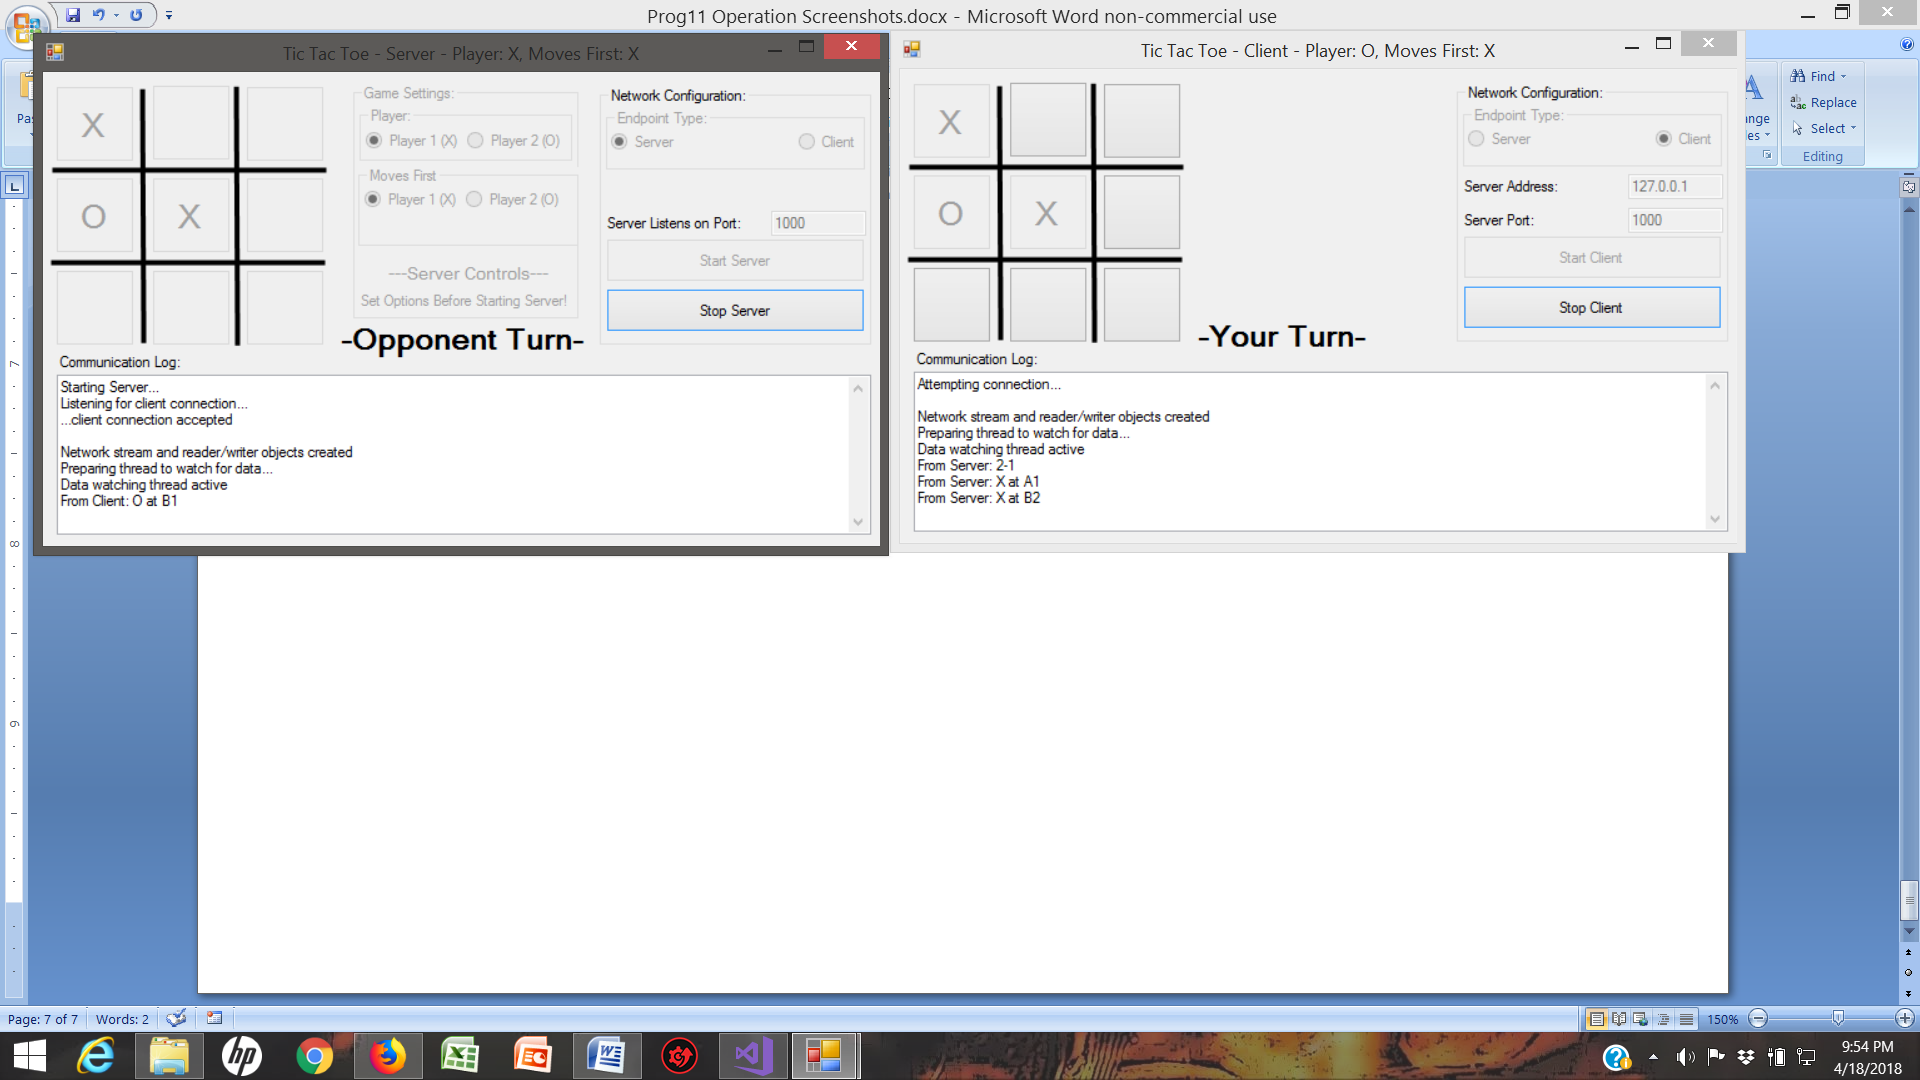 Prog11 Operation Screenshots.docx - Microsoft Word non-commercial use
Tic Tac Toe - Server - Player: X, Moves First: X
X
O X
Game Settings:
Player:
Player 1 (X) Player 2 (O)
Moves First
Player 1 (X) Player 2 (O)
---Server Controls---
Set Options Before Starting Server!
Network Configuration:
Endpoint Type:
Server Client
Server Listens on Port: 1000
Start Server
Stop Server
-Opponent Turn-
Communication Log:
Starting Server...
Listening for client connection...
...client connection accepted
Network stream and reader/writer objects created
Preparing thread to watch for data...
Data watching thread active
From Client: O at B1
Tic Tac Toe - Client - Player: O, Moves First: X
X
O X
Network Configuration:
Endpoint Type:
Server Client
Server Address: 127.0.0.1
Server Port: 1000
Start Client
Stop Client
-Your Turn-
Communication Log:
Attempting connection...
Network stream and reader/writer objects created
Preparing thread to watch for data...
Data watching thread active
From Server: 2-1
From Server: X at A1
From Server: X at B2
Find
Replace
Select
Editing
7
8
9
Page: 7 of 7 Words: 2
150%
9:54 PM
4/18/2018